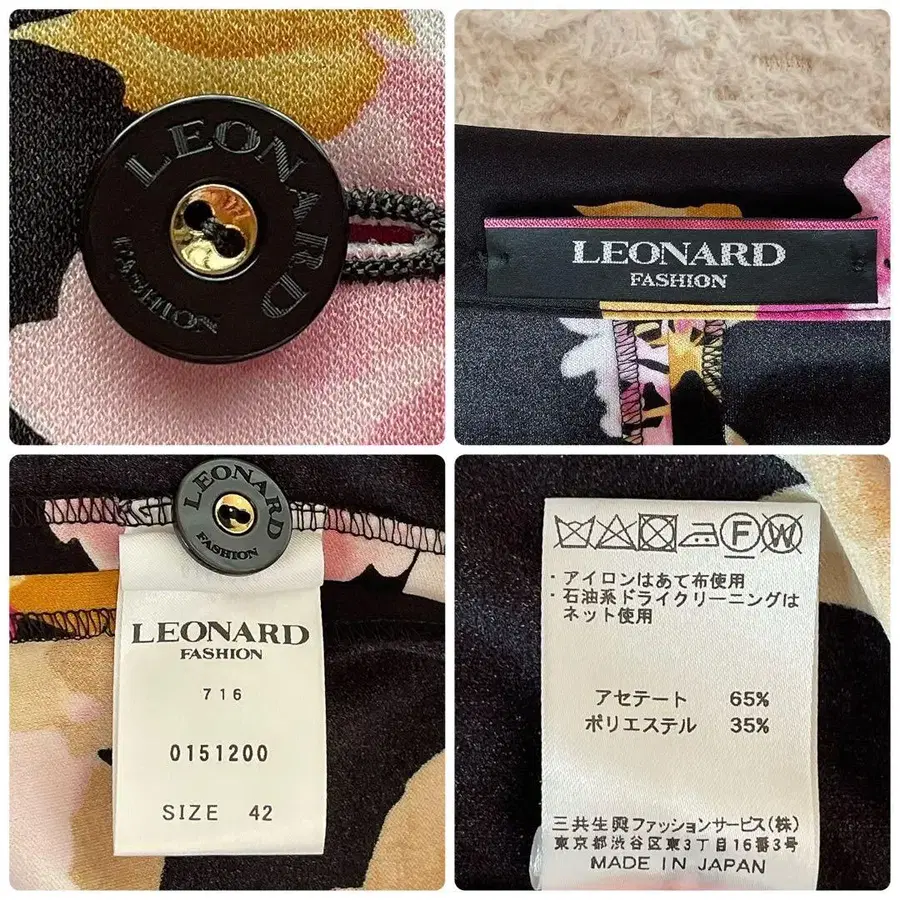 LEONARD
FASHION
LEONARD
FASHION
LEONARD
FASHION
LEONARD
FASHION
716
0151200
SIZE 42
F W
・アイロンはあて布使用
・石油系ドライクリーニングは
ネット使用
アセテート 65%
ポリエステル 35%
三共生興ファッションサービス(株)
東京都渋谷区東3丁目16番3号
MADE IN JAPAN